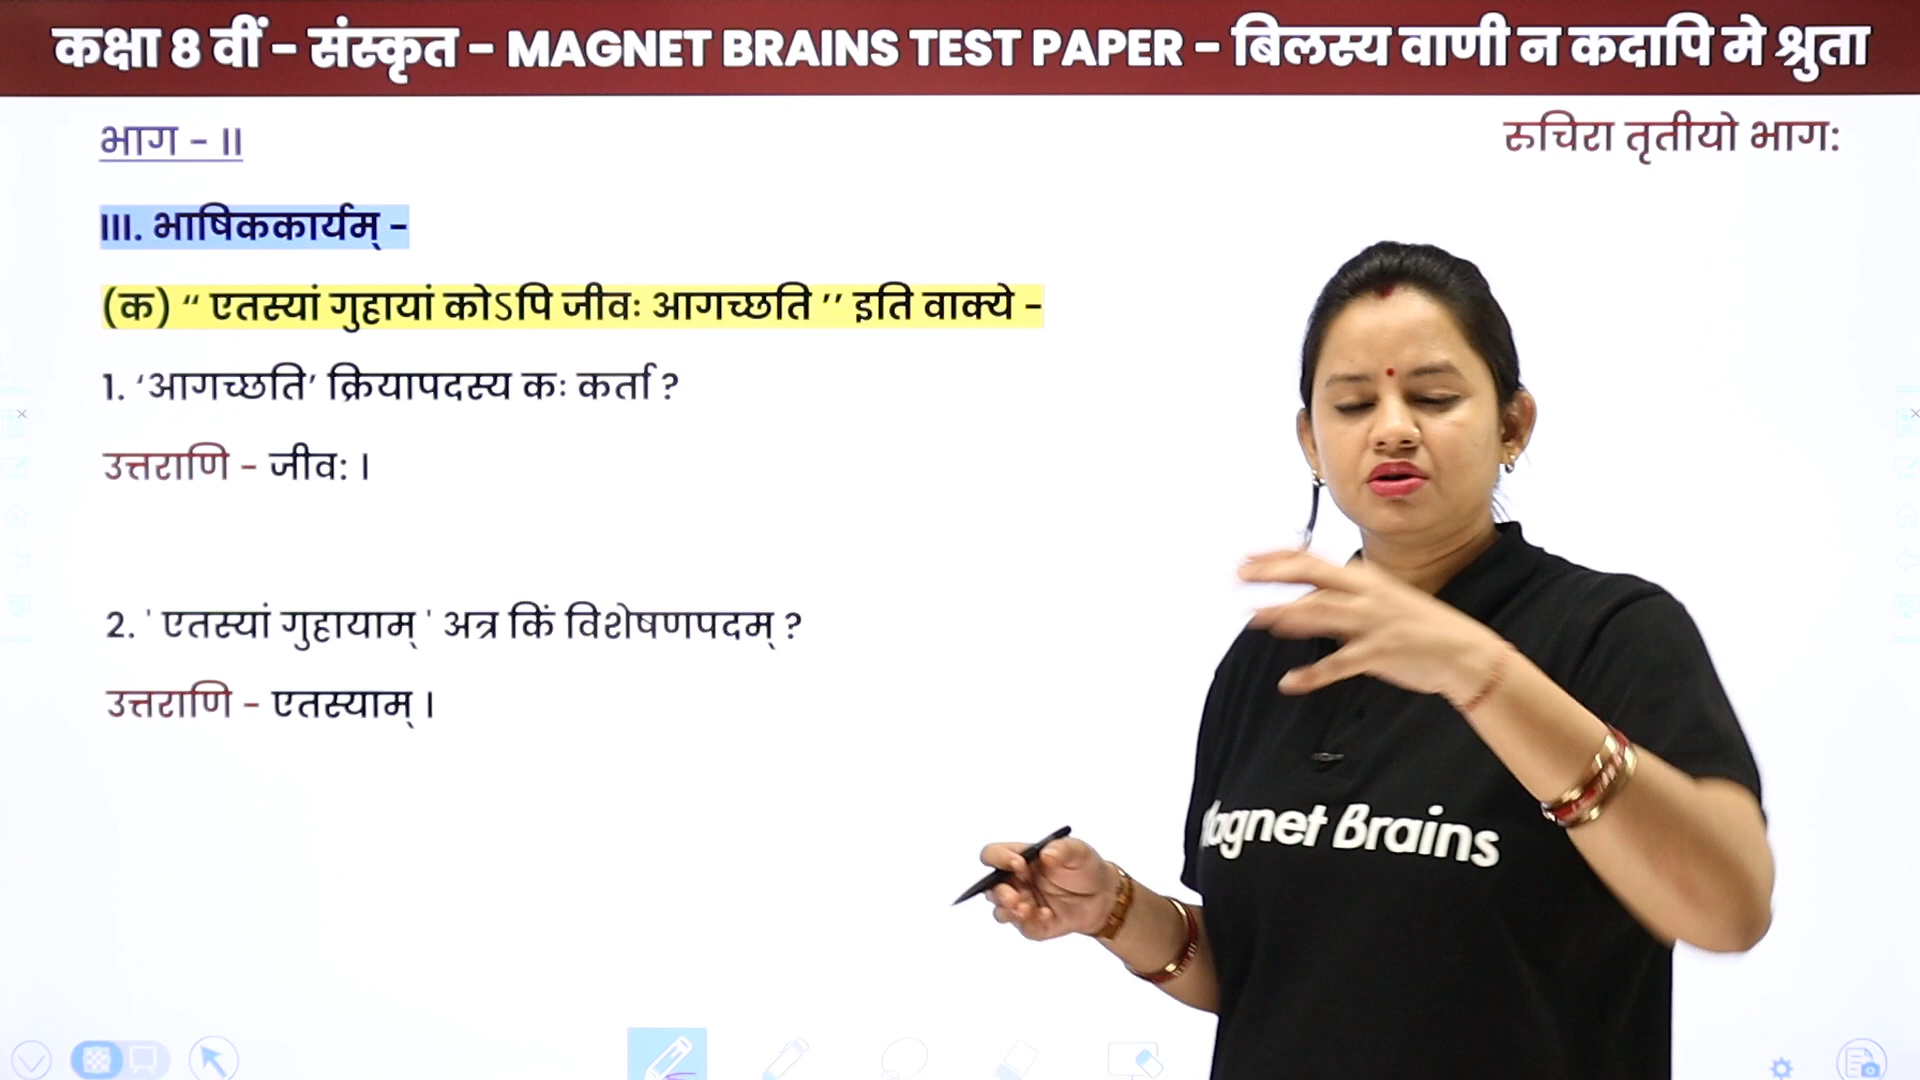 कक्षा 8 वीं - संस्कृत - MAGNET BRAINS TEST PAPER - बिलस्य वाणी न कदापि मे श्रुता
भाग - II
रुचिरा तृतीयो भाग:
III. भाषिककार्यम् -
(क) “ एतस्यां गुहायां कोऽपि जीवः आगच्छति ’’ इति वाक्ये -
1. ‘आगच्छति’ क्रियापदस्य कः कर्ता ?
उत्तराणि - जीव: ।
2. ' एतस्यां गुहायाम् ' अत्र किं विशेषणपदम् ?
उत्तराणि - एतस्याम् ।
agnet Brains